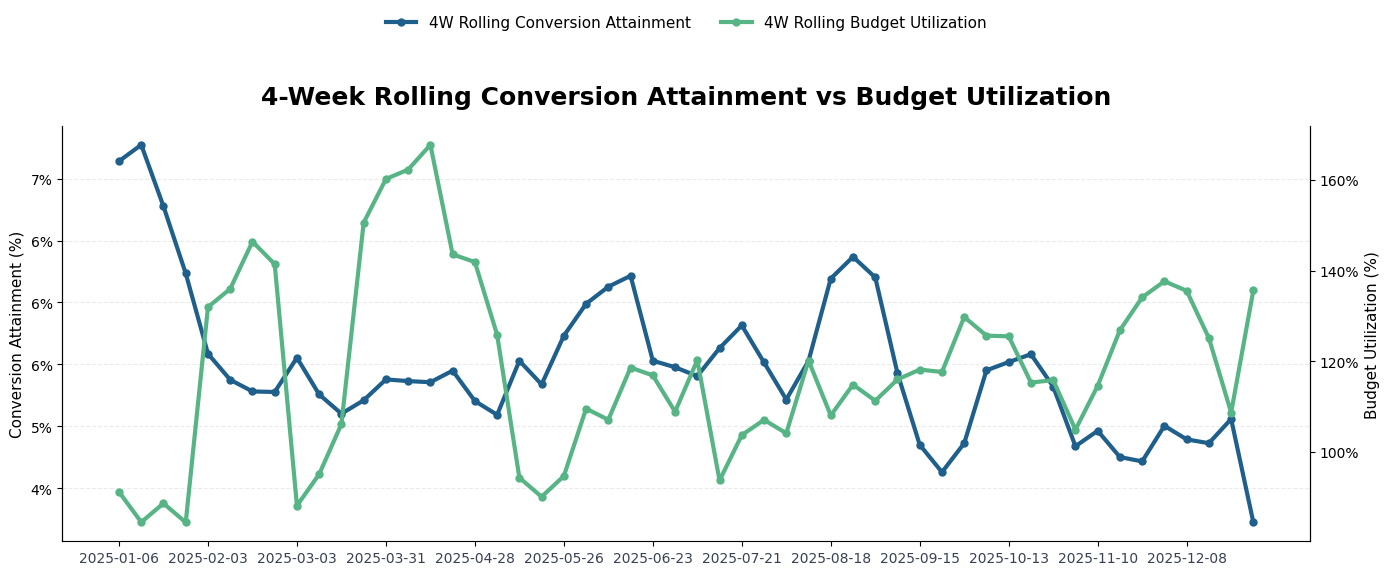 4W Rolling Conversion Attainment 4W Rolling Budget Utilization
4-Week Rolling Conversion Attainment vs Budget Utilization
Conversion Attainment (%)
7%
6%
6%
6%
5%
4%
160%
140%
120%
100%
Budget Utilization (%)
2025-01-06 2025-02-03 2025-03-03 2025-03-31 2025-04-28 2025-05-26 2025-06-23 2025-07-21 2025-08-18 2025-09-15 2025-10-13 2025-11-10 2025-12-08